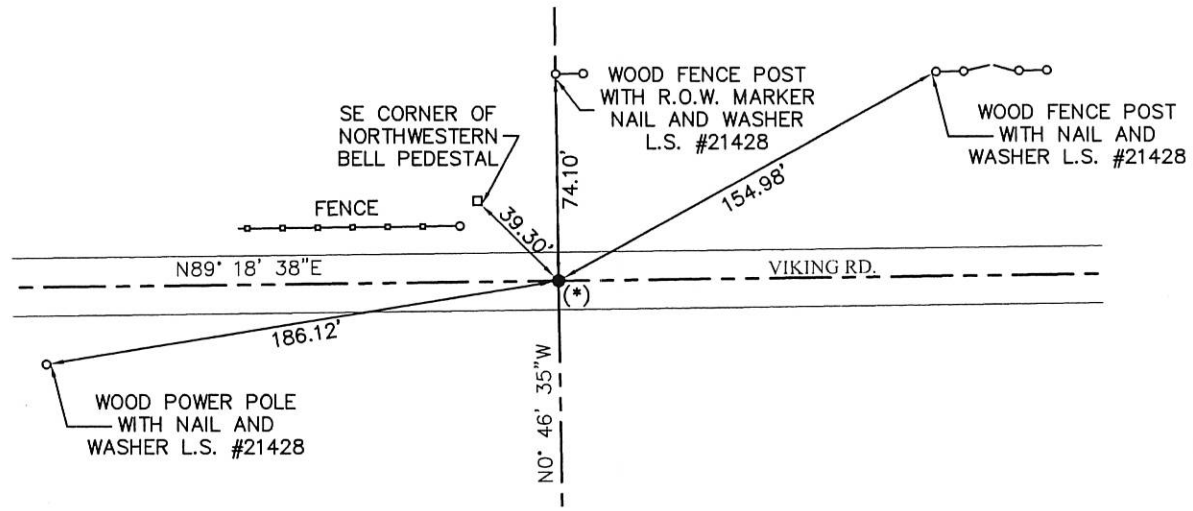 SE CORNER OF
NORTHWESTERN
BELL PEDESTAL
WOOD FENCE POST
WITH R.O.W. MARKER
NAIL AND WASHER
L.S. #21428
WOOD FENCE POST
WITH NAIL AND
WASHER L.S. #21428
74.10'
154.98'
39.30'
FENCE
N89° 18' 38"E
VIKING RD.
(*)
186.12'
WOOD POWER POLE
WITH NAIL AND
WASHER L.S. #21428
N0° 46' 35"W